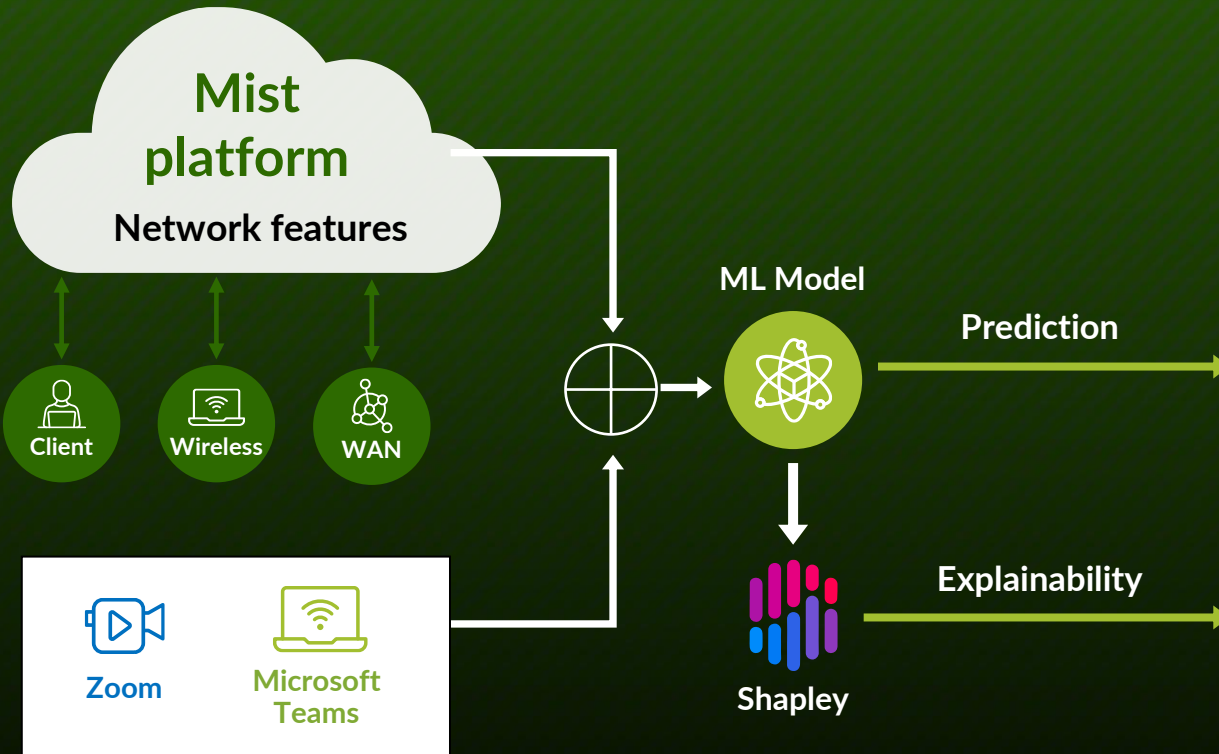 Mist
platform
Network features
Client
Wireless
WAN
ML Model
Prediction
Explainability
Shapley
Zoom
Microsoft
Teams